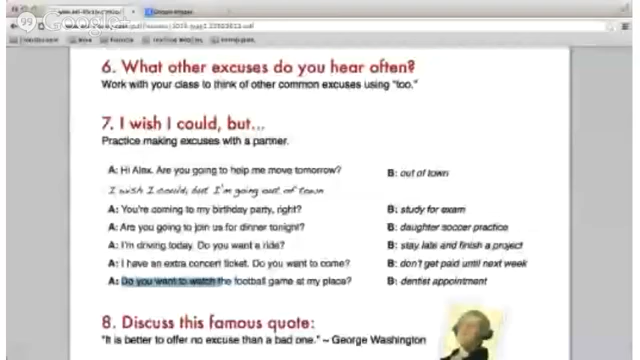 6. What other excuses do you hear often?
Work with your class to think of other common excuses using "too."
7. I wish I could, but...
Practice making excuses with a partner.
A: Hi Alex. Are you going to help me move tomorrow?
B: out of town
I wish I could, but I'm going out of town
A: You're coming to my birthday party, right?
B: study for exam
A: Are you going to join us for dinner tonight?
B: daughter soccer practice
A: I'm driving today. Do you want a ride?
B: stay late and finish a project
A: I have an extra concert ticket. Do you want to come?
B: don't get paid until next week
A: Do you want to watch the football game at my place?
B: dentist appointment
8. Discuss this famous quote:
"It is better to offer no excuse than a bad one." ~ George Washington